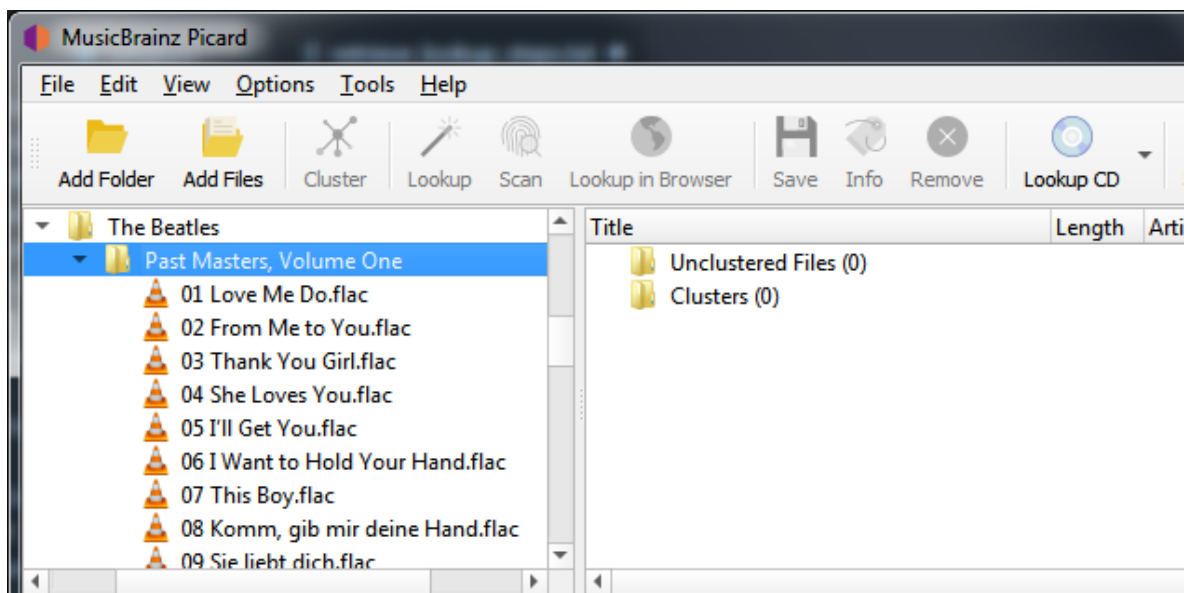 MusicBrainz Picard
File Edit View Options Tools Help
Add Folder Add Files Cluster Lookup Scan Lookup in Browser Save Info Remove Lookup CD
The Beatles
Past Masters, Volume One
01 Love Me Do.flac
02 From Me to You.flac
03 Thank You Girl.flac
04 She Loves You.flac
05 I'll Get You.flac
06 I Want to Hold Your Hand.flac
07 This Boy.flac
08 Komm, gib mir deine Hand.flac
09 Sie liebt dich.flac
Title Length Arti
Unclustered Files (0)
Clusters (0)